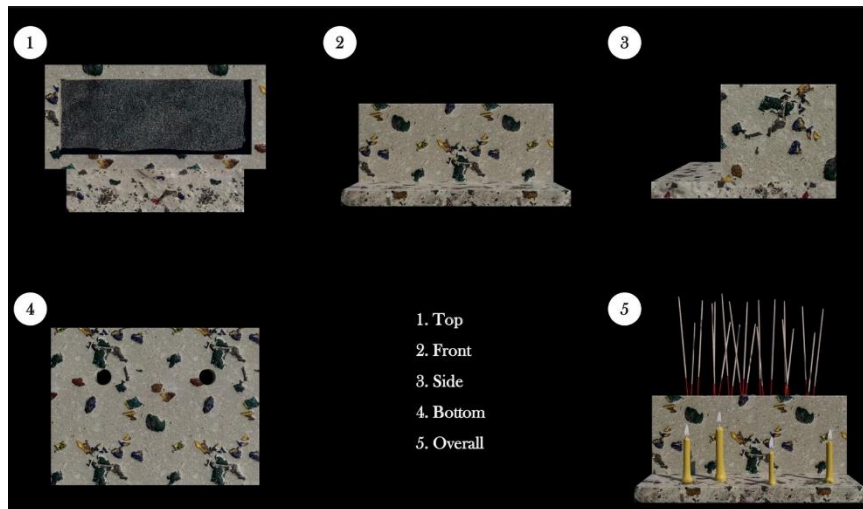 1
2
3
4
1. Top
2. Front
3. Side
4. Bottom
5. Overall
5